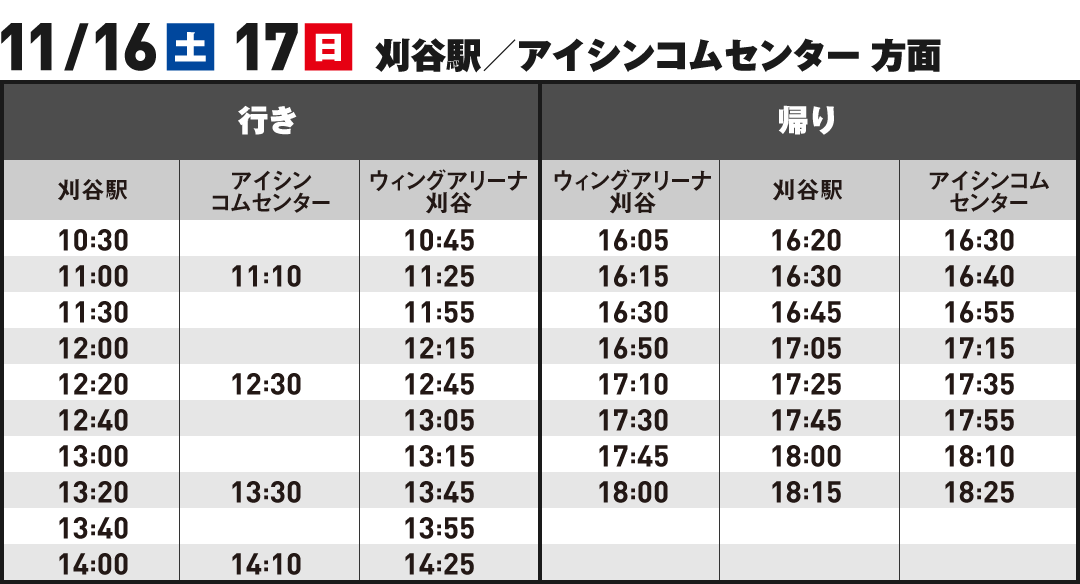 11/16 土 17 日 刈谷駅／アイシンコムセンター 方面
行き 帰り
刈谷駅 アイシン ウィングアリーナ ウィングアリーナ 刈谷駅 アイシンコム
コムセンター 刈谷 刈谷 センター
10:30 10:45 16:05 16:20 16:30
11:00 11:10 11:25 16:15 16:30 16:40
11:30 11:55 16:30 16:45 16:55
12:00 12:15 16:50 17:05 17:15
12:20 12:30 12:45 17:10 17:25 17:35
12:40 13:05 17:30 17:45 17:55
13:00 13:15 17:45 18:00 18:10
13:20 13:30 13:45 18:00 18:15 18:25
13:40 13:55
14:00 14:10 14:25